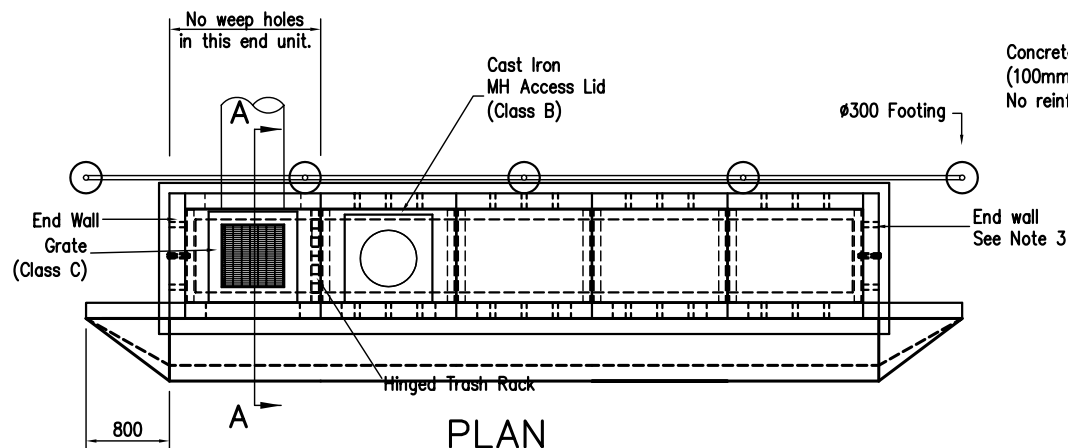 No weep holes
in this end unit.
Cast Iron
MH Access Lid
(Class B)
(100mm
ø300 Footing
A
End Wall
Grate
(Class C)
End wall
See Note 3
Hinged Trash Rack
A
800
PLAN